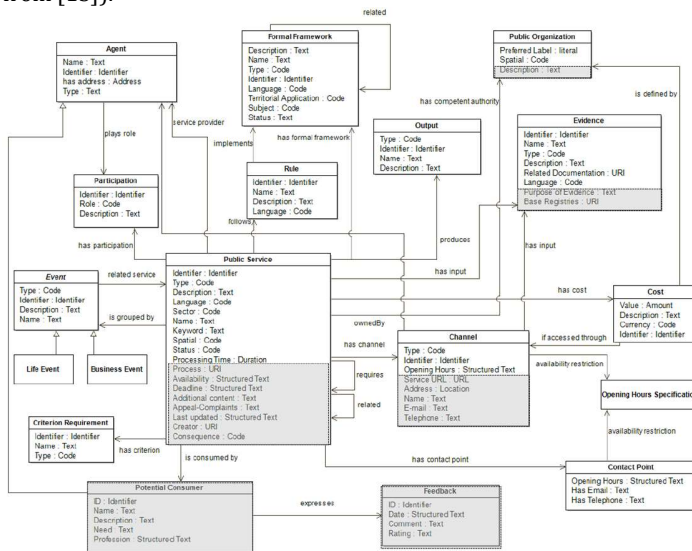 from [18]).
related
Formal Framework
Description : Text
Name : Text
Type : Code
Identifier : Identifier
Language : Code
Territorial Application : Code
Subject : Code
Status : Text
Agent
Name : Text
Identifier : Identifier
has address : Address
Type : Text
Public Organization
Preferred Label : literal
Spatial : Code
Description : Text
is defined by
has competent authority
service provider
plays role
implements
has formal framework
Output
Type : Code
Identifier : Identifier
Name : Text
Description : Text
Evidence
Identifier : Identifier
Name : Text
Type : Code
Description : Text
Related Documentation : URI
Language : Code
Purpose of Evidence : Text
Base Registries : URI
Participation
Identifier : Identifier
Role : Code
Description : Text
Rule
Identifier : Identifier
Name : Text
Description : Text
Language : Code
follows
has participation
produces
has input
has input
Public Service
Identifier : Identifier
Type : Code
Description : Text
Language : Code
Sector : Code
Name : Text
Keyword : Text
Spatial : Code
Status : Code
Processing Time : Duration
Process : URI
Availability : Structured Text
Deadline : Structured Text
Additional content : Text
Appeal-Complaints : Text
Last updated : Structured Text
Creator : URI
Consequence : Code
Event
Type : Code
Identifier : Identifier
Description : Text
Name : Text
related service
is grouped by
Life Event
Business Event
has cost
Cost
Value : Amount
Description : Text
Currency : Code
Identifier : Identifier
ownedBy
has channel
Channel
Type : Code
Identifier : Identifier
Opening Hours : Structured Text
Service URL : URL
Address : Location
Name : Text
E-mail : Text
Telephone : Text
if accessed through
availability restriction
requires
related
Opening Hours Specification
availability restriction
Criterion Requirement
Identifier : Identifier
Name : Text
Type : Code
has criterion
is consumed by
has contact point
Contact Point
Opening Hours : Structured Text
Has Email : Text
Has Telephone : Text
Potential Consumer
ID : Identifier
Name : Text
Description : Text
Need : Text
Profession : Structured Text
expresses
Feedback
ID : Identifier
Date : Structured Text
Comment : Text
Rating : Text